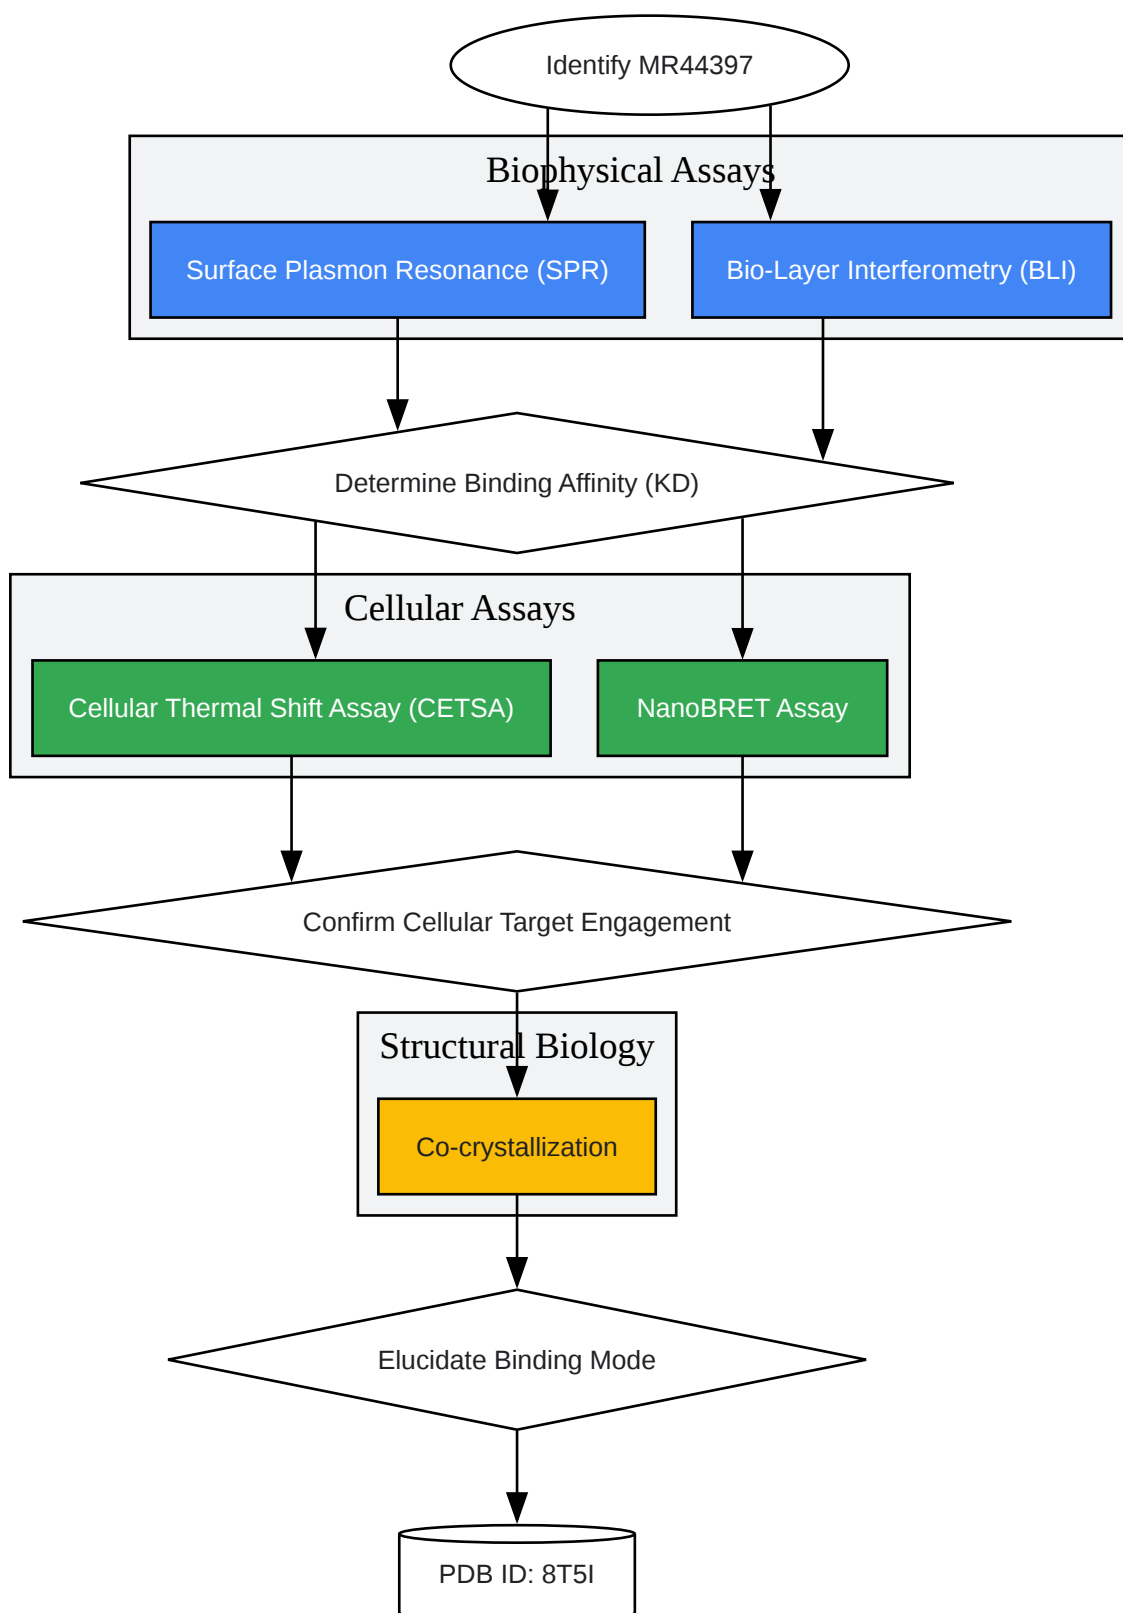 Identify MR44397
Biophysical Assays
Surface Plasmon Resonance (SPR)
Bio-Layer Interferometry (BLI)
Determine Binding Affinity (KD)
Cellular Assays
Cellular Thermal Shift Assay (CETSA)
NanoBRET Assay
Confirm Cellular Target Engagement
Structural Biology
Co-crystallization
Elucidate Binding Mode
PDB ID: 8T5I